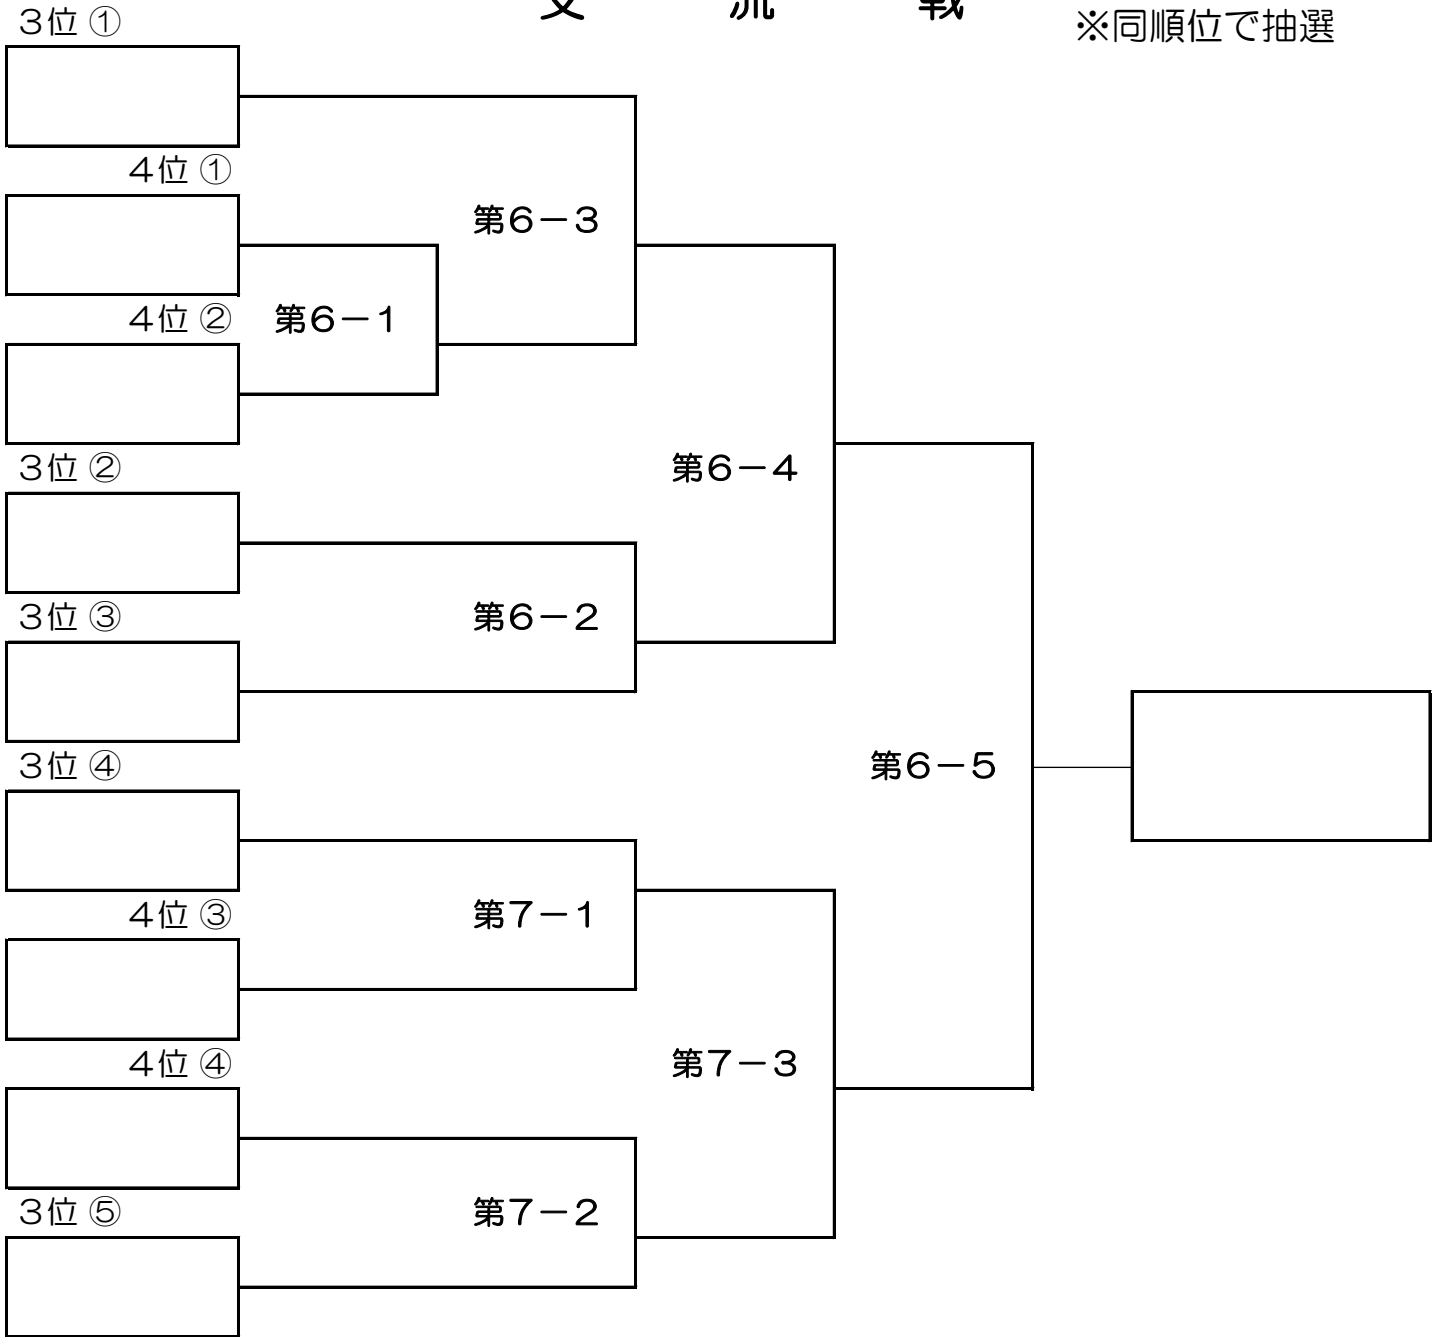 交 流 戦
※同順位で抽選
3位 ①
4位 ①
第6－3
4位 ②
第6－1
3位 ②
第6－4
3位 ③
第6－2
3位 ④
第6－5
4位 ③
第7－1
4位 ④
第7－3
3位 ⑤
第7－2